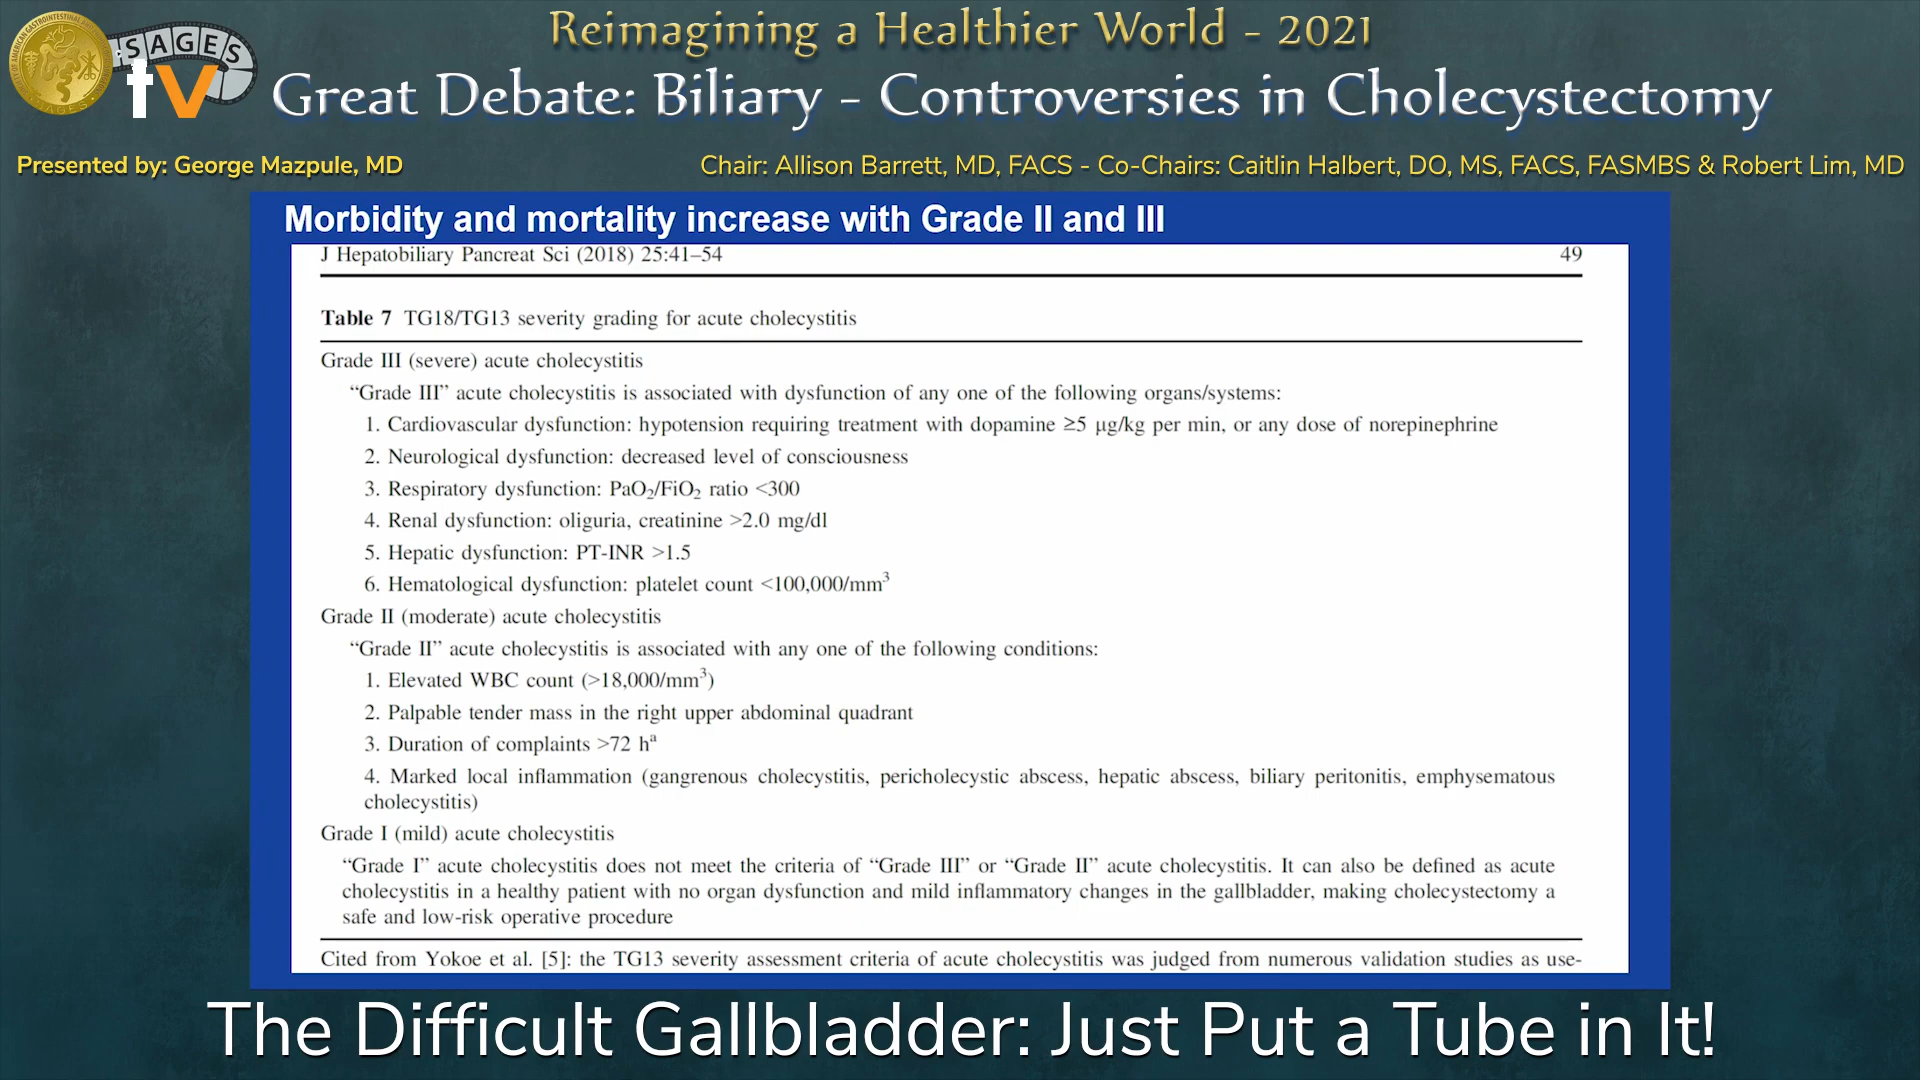 SAGES
tv
Reimagining a Healthier World - 2021
Great Debate: Biliary - Controversies in Cholecystectomy
Presented by: George Mazpule, MD
Chair: Allison Barrett, MD, FACS - Co-Chairs: Caitlin Halbert, DO, MS, FACS, FASMBS & Robert Lim, MD
Morbidity and mortality increase with Grade II and III
J Hepatobiliary Pancreat Sci (2018) 25:41–54 49
Table 7 TG18/TG13 severity grading for acute cholecystitis
Grade III (severe) acute cholecystitis
“Grade III” acute cholecystitis is associated with dysfunction of any one of the following organs/systems:
1. Cardiovascular dysfunction: hypotension requiring treatment with dopamine ≥5 μg/kg per min, or any dose of norepinephrine
2. Neurological dysfunction: decreased level of consciousness
3. Respiratory dysfunction: PaO₂/FiO₂ ratio <300
4. Renal dysfunction: oliguria, creatinine >2.0 mg/dl
5. Hepatic dysfunction: PT-INR >1.5
6. Hematological dysfunction: platelet count <100,000/mm³
Grade II (moderate) acute cholecystitis
“Grade II” acute cholecystitis is associated with any one of the following conditions:
1. Elevated WBC count (>18,000/mm³)
2. Palpable tender mass in the right upper abdominal quadrant
3. Duration of complaints >72 hᵃ
4. Marked local inflammation (gangrenous cholecystitis, pericholecystic abscess, hepatic abscess, biliary peritonitis, emphysematous
cholecystitis)
Grade I (mild) acute cholecystitis
“Grade I” acute cholecystitis does not meet the criteria of “Grade III” or “Grade II” acute cholecystitis. It can also be defined as acute
cholecystitis in a healthy patient with no organ dysfunction and mild inflammatory changes in the gallbladder, making cholecystectomy a
safe and low-risk operative procedure
Cited from Yokoe et al. [5]: the TG13 severity assessment criteria of acute cholecystitis was judged from numerous validation studies as use-
The Difficult Gallbladder: Just Put a Tube in It!